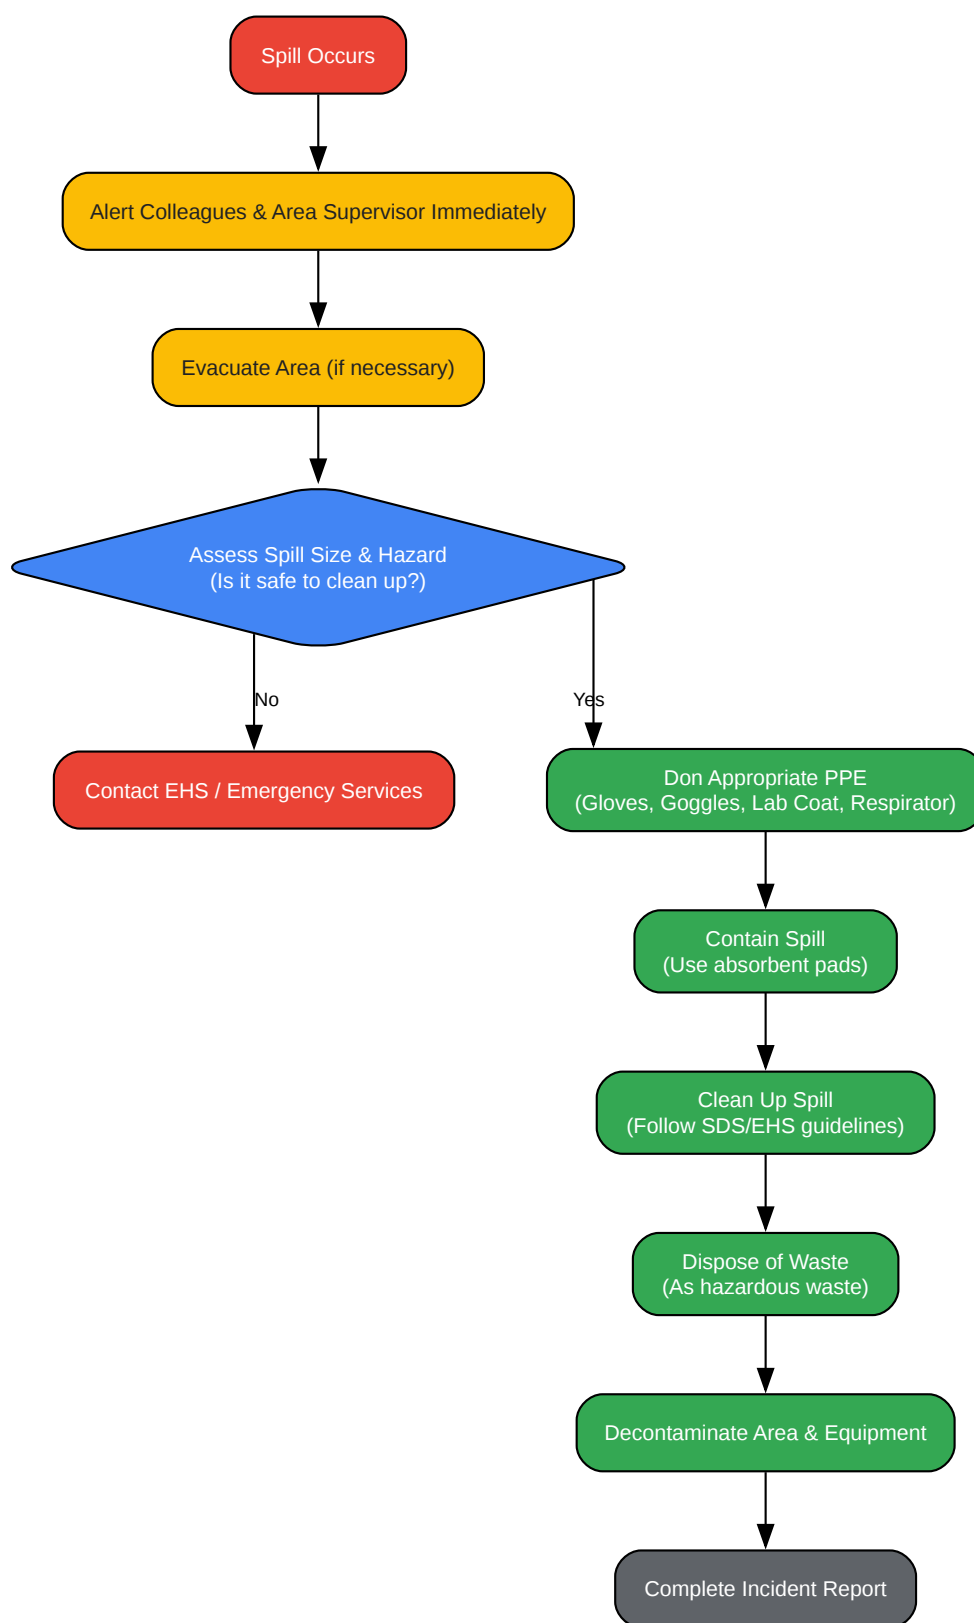 Spill Occurs
Alert Colleagues & Area Supervisor Immediately
Evacuate Area (if necessary)
Assess Spill Size & Hazard
(Is it safe to clean up?)
No
Yes
Contact EHS / Emergency Services
Don Appropriate PPE
(Gloves, Goggles, Lab Coat, Respirator)
Contain Spill
(Use absorbent pads)
Clean Up Spill
(Follow SDS/EHS guidelines)
Dispose of Waste
(As hazardous waste)
Decontaminate Area & Equipment
Complete Incident Report